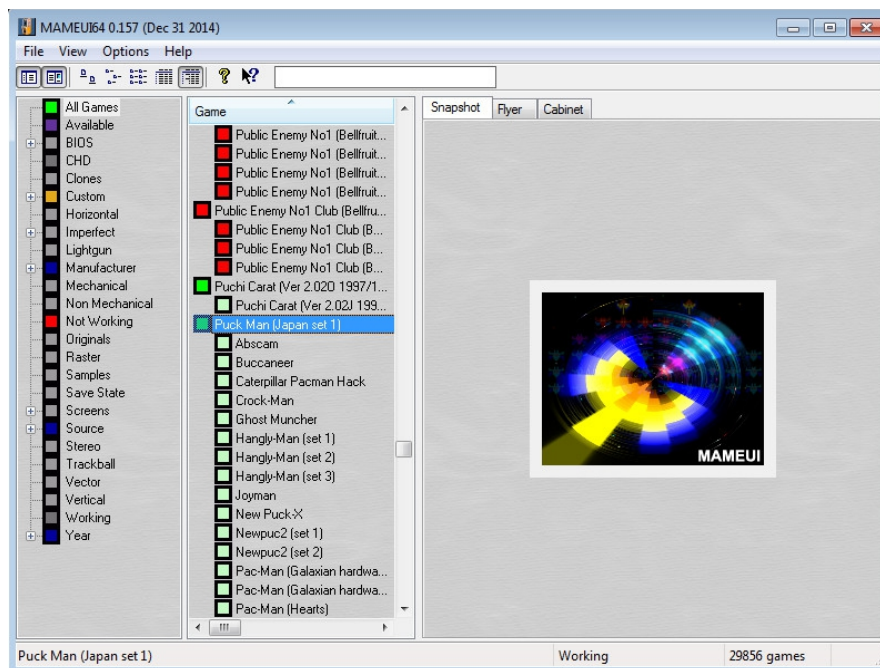 MAMEUI64 0.157 (Dec 31 2014)
File View Options Help
All Games
Available
BIOS
CHD
Clones
Custom
Horizontal
Imperfect
Lightgun
Manufacturer
Mechanical
Non Mechanical
Not Working
Originals
Raster
Samples
Save State
Screens
Source
Stereo
Trackball
Vector
Vertical
Working
Year
Game
Public Enemy No1 (Bellfruit...
Public Enemy No1 (Bellfruit...
Public Enemy No1 (Bellfruit...
Public Enemy No1 (Bellfruit...
Public Enemy No1 Club (Bellfru...
Public Enemy No1 Club (B...
Public Enemy No1 Club (B...
Public Enemy No1 Club (B...
Puchi Carat (Ver 2.02O 1997/1...
Puchi Carat (Ver 2.02J 199...
Puck Man (Japan set 1)
Abscam
Buccaneer
Caterpillar Pacman Hack
Crock-Man
Ghost Muncher
Hangly-Man (set 1)
Hangly-Man (set 2)
Hangly-Man (set 3)
Joyman
New Puck-X
Newpuc2 (set 1)
Newpuc2 (set 2)
Pac-Man (Galaxian hardwa...
Pac-Man (Galaxian hardwa...
Pac-Man (Hearts)
Snapshot Flyer Cabinet
MAMEUI
Puck Man (Japan set 1) Working 29856 games